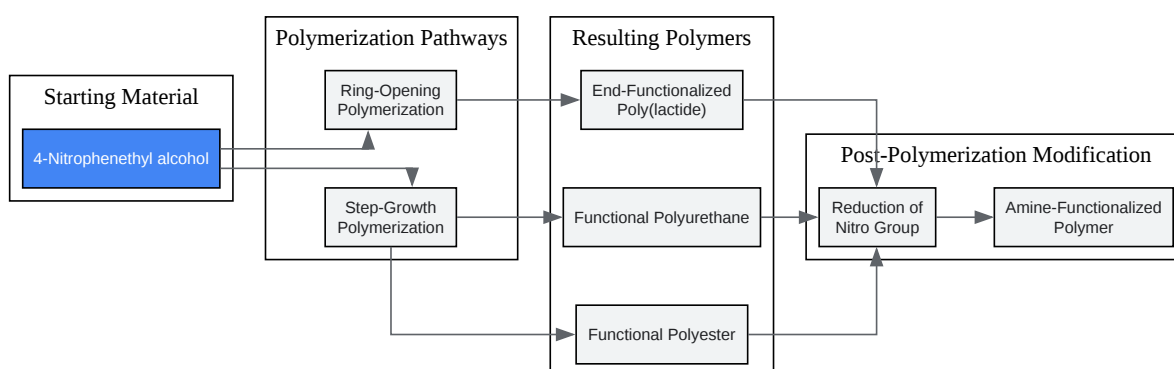 Starting Material
4-Nitrophenethyl alcohol
Polymerization Pathways
Ring-Opening
Polymerization
Step-Growth
Polymerization
Resulting Polymers
End-Functionalized
Poly(lactide)
Functional Polyurethane
Functional Polyester
Post-Polymerization Modification
Reduction of
Nitro Group
Amine-Functionalized
Polymer